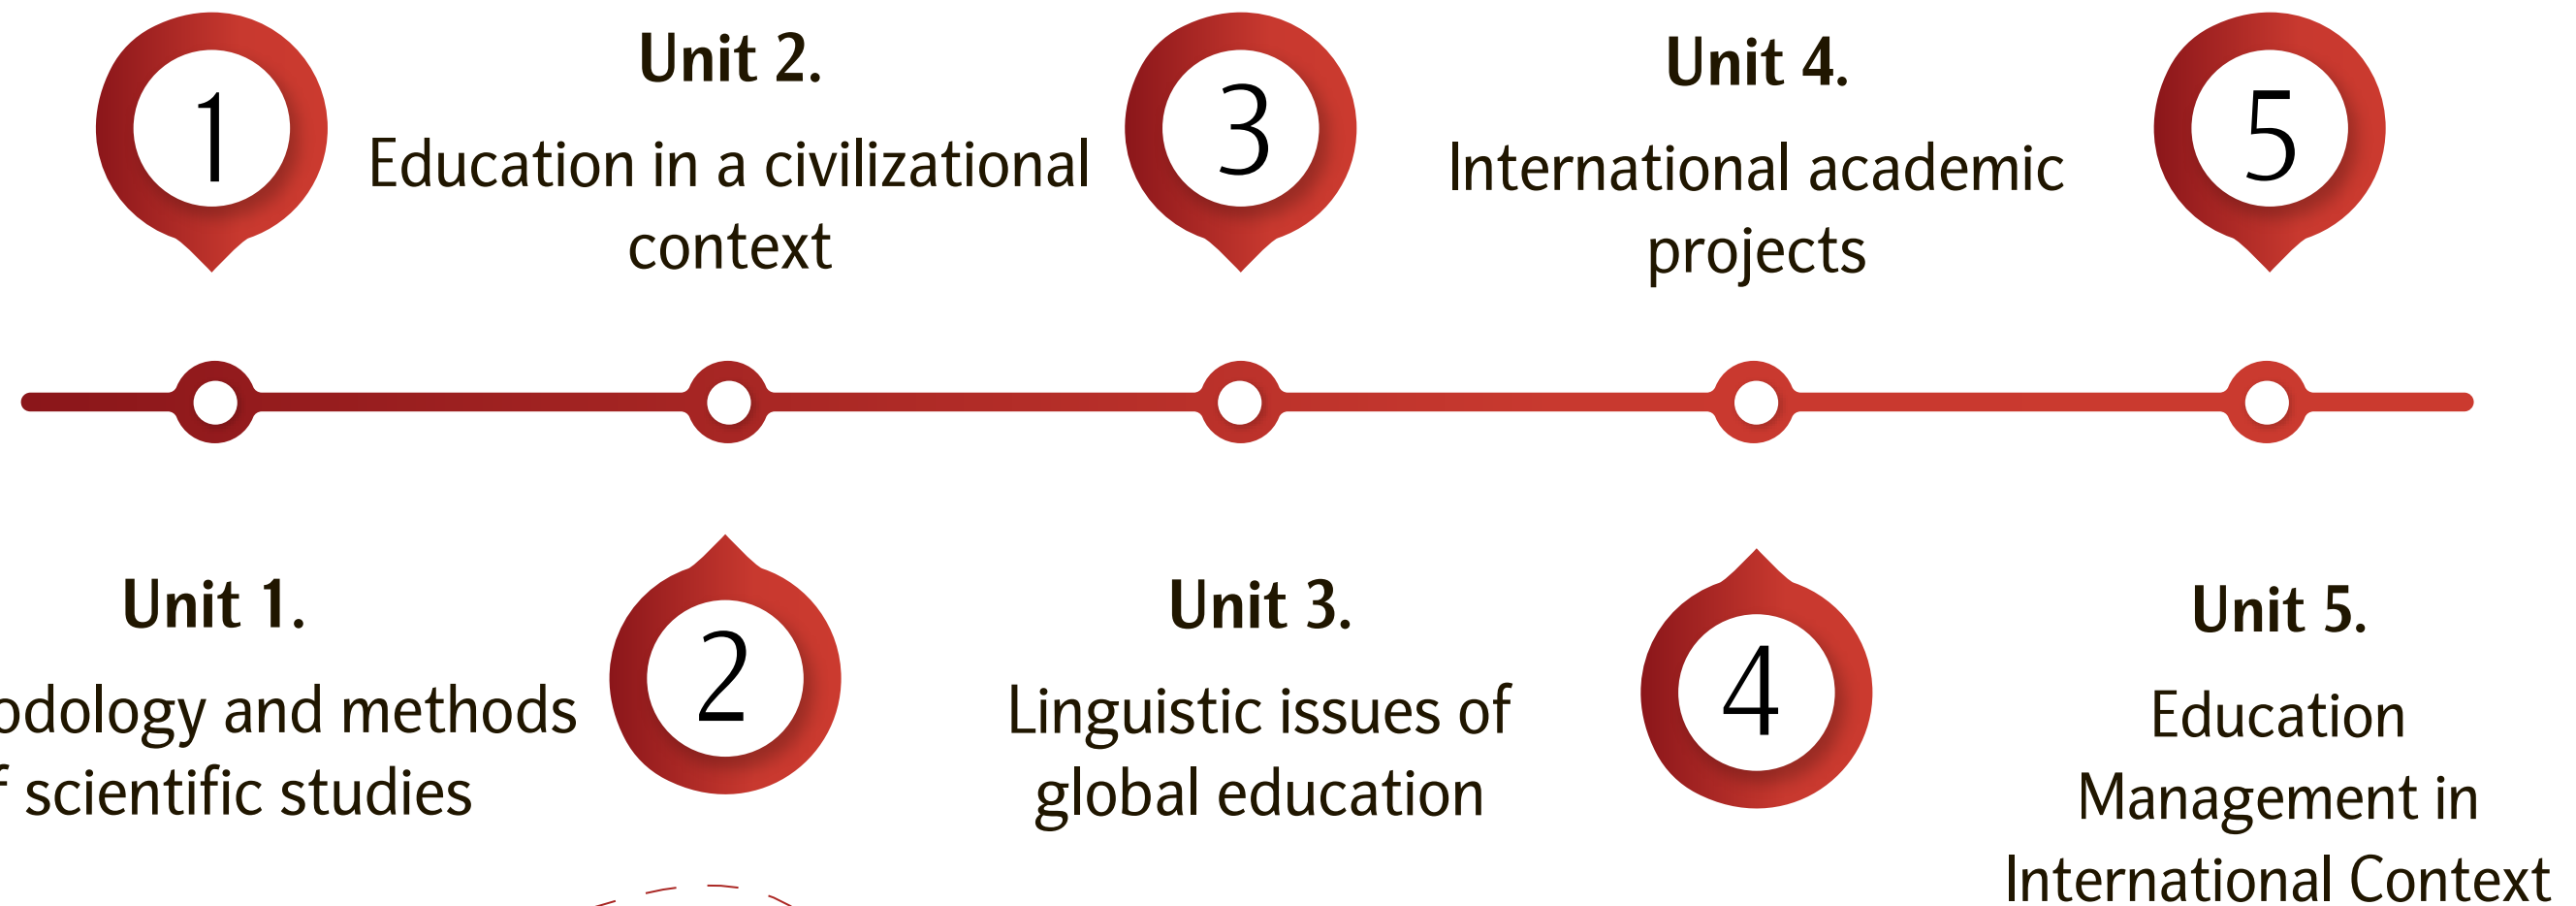 1
Unit 2.
Education in a civilizational
context
3
Unit 4.
International academic
projects
5
Unit 1.
odology and methods
f scientific studies
2
Unit 3.
Linguistic issues of
global education
4
Unit 5.
Education
Management in
International Context